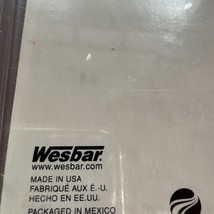 Wesbar
www.wesbar.com
MADE IN USA
FABRIQUÉ AUX É.-U.
HECHO EN EE.UU.
PACKAGED IN MEXICO